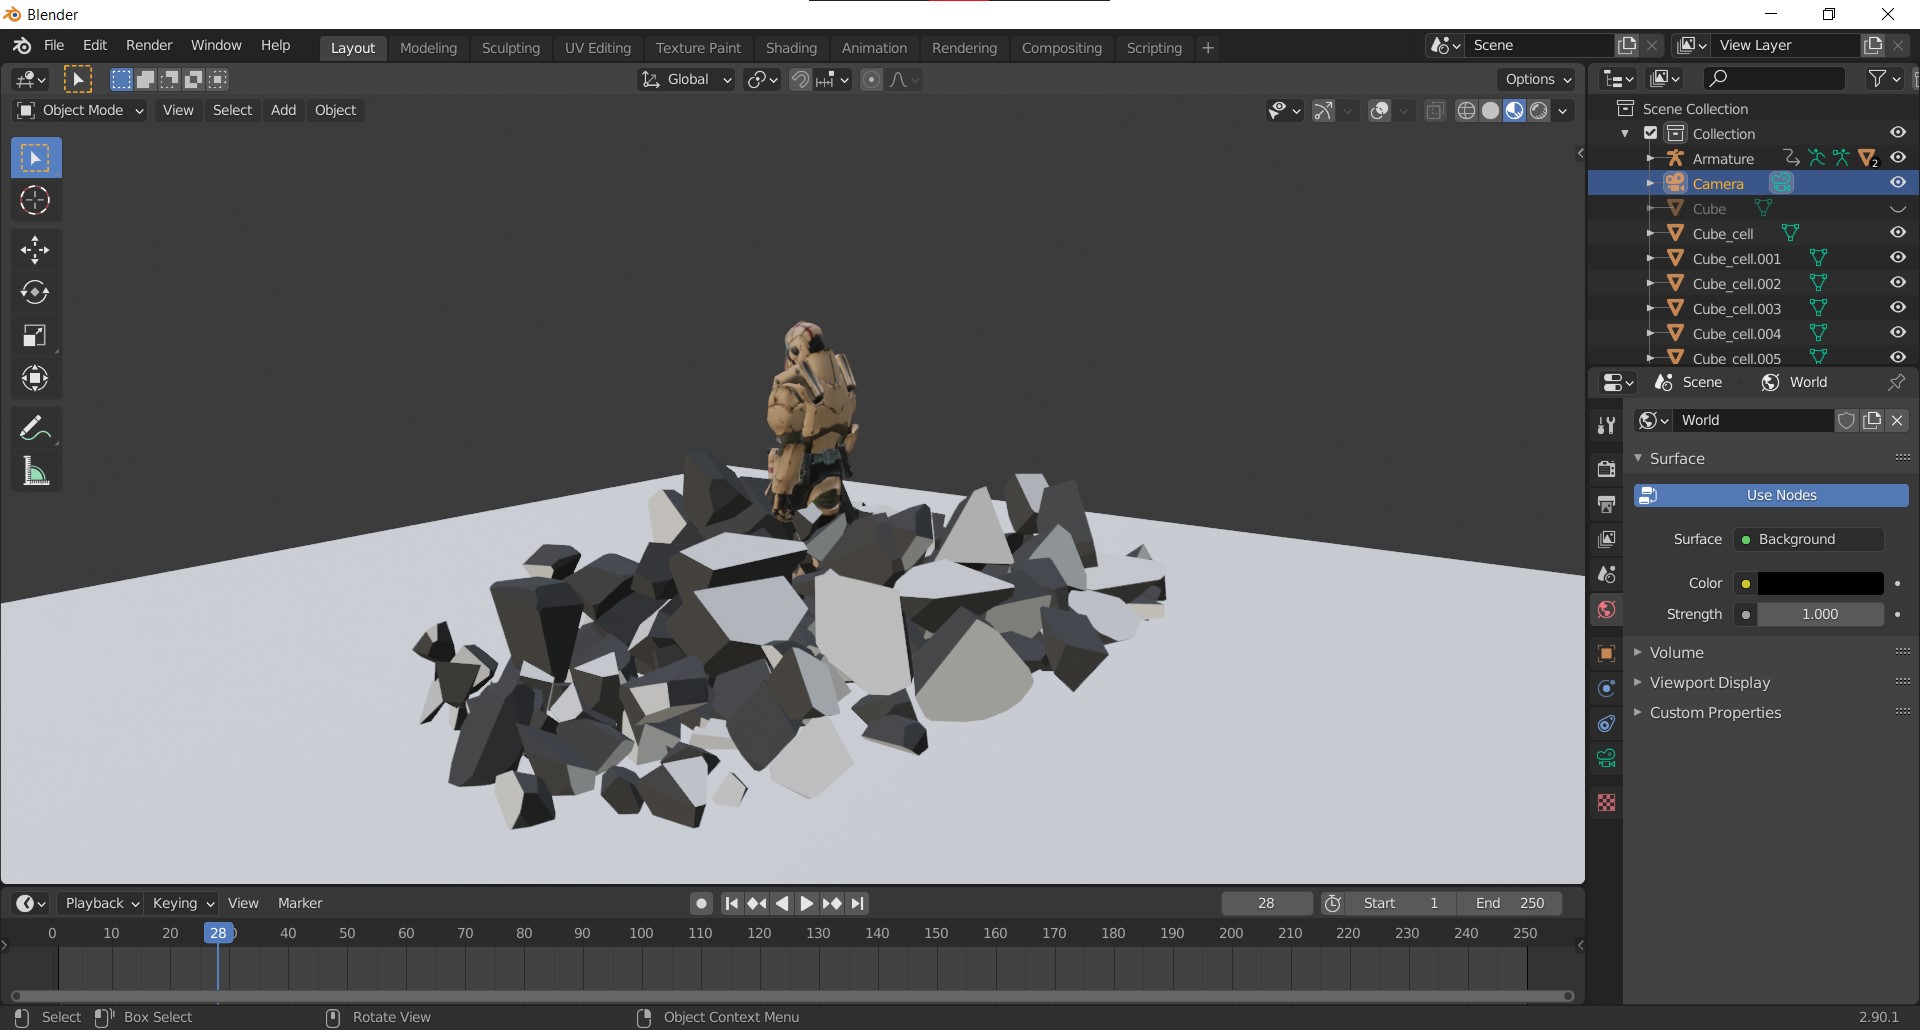 Blender
File Edit Render Window Help Layout Modeling Sculpting UV Editing Texture Paint Shading Animation Rendering Compositing Scripting + Scene View Layer
Global Options
Object Mode View Select Add Object
Scene Collection
Collection
Armature 2
Camera
Cube
Cube_cell
Cube_cell.001
Cube_cell.002
Cube_cell.003
Cube_cell.004
Cube_cell.005
Scene World
World
Surface
Use Nodes
Surface Background
Color
Strength 1.000
Volume
Viewport Display
Custom Properties
Playback Keying View Marker 28 Start 1 End 250
0 10 20 28 40 50 60 70 80 90 100 110 120 130 140 150 160 170 180 190 200 210 220 230 240 250
Select Box Select Rotate View Object Context Menu 2.90.1